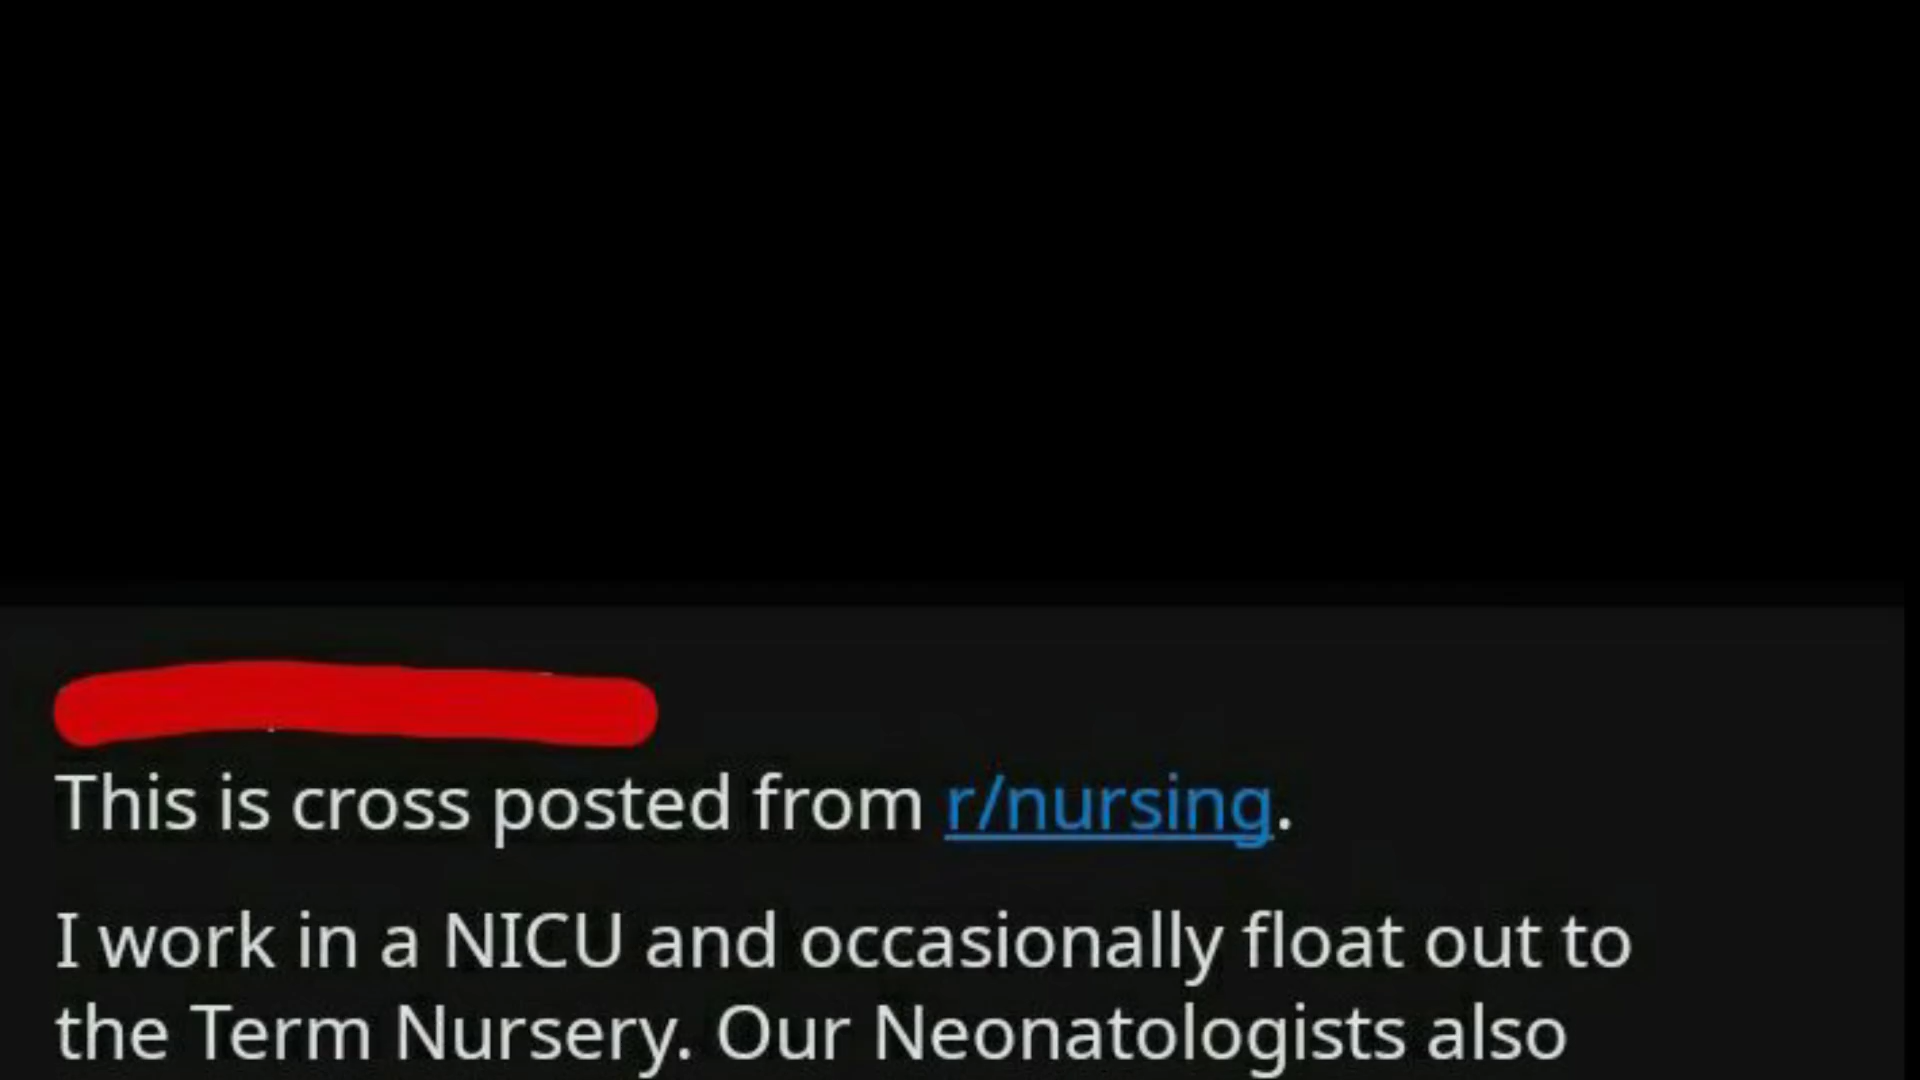 This is cross posted from r/nursing.
I work in a NICU and occasionally float out to
the Term Nursery. Our Neonatologists also